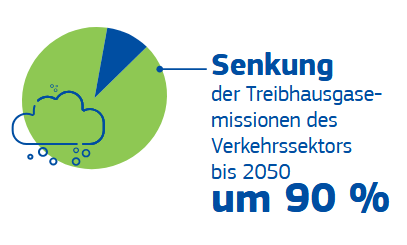 Senkung
der Treibhausgase-
missionen des
Verkehrssektors
bis 2050
um 90 %